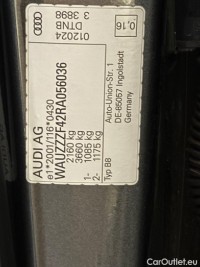 AUDI AG
e1*2001/116*0430
WAUZZZF42RA056036
2160 kg
3660 kg
1- 1085 kg
2- 1175 kg
Typ B8
Auto-Union-Str. 1
DE-85057 Ingolstadt
Germany
012024
DTNB
3.3898
0,16
CarOutlet.eu